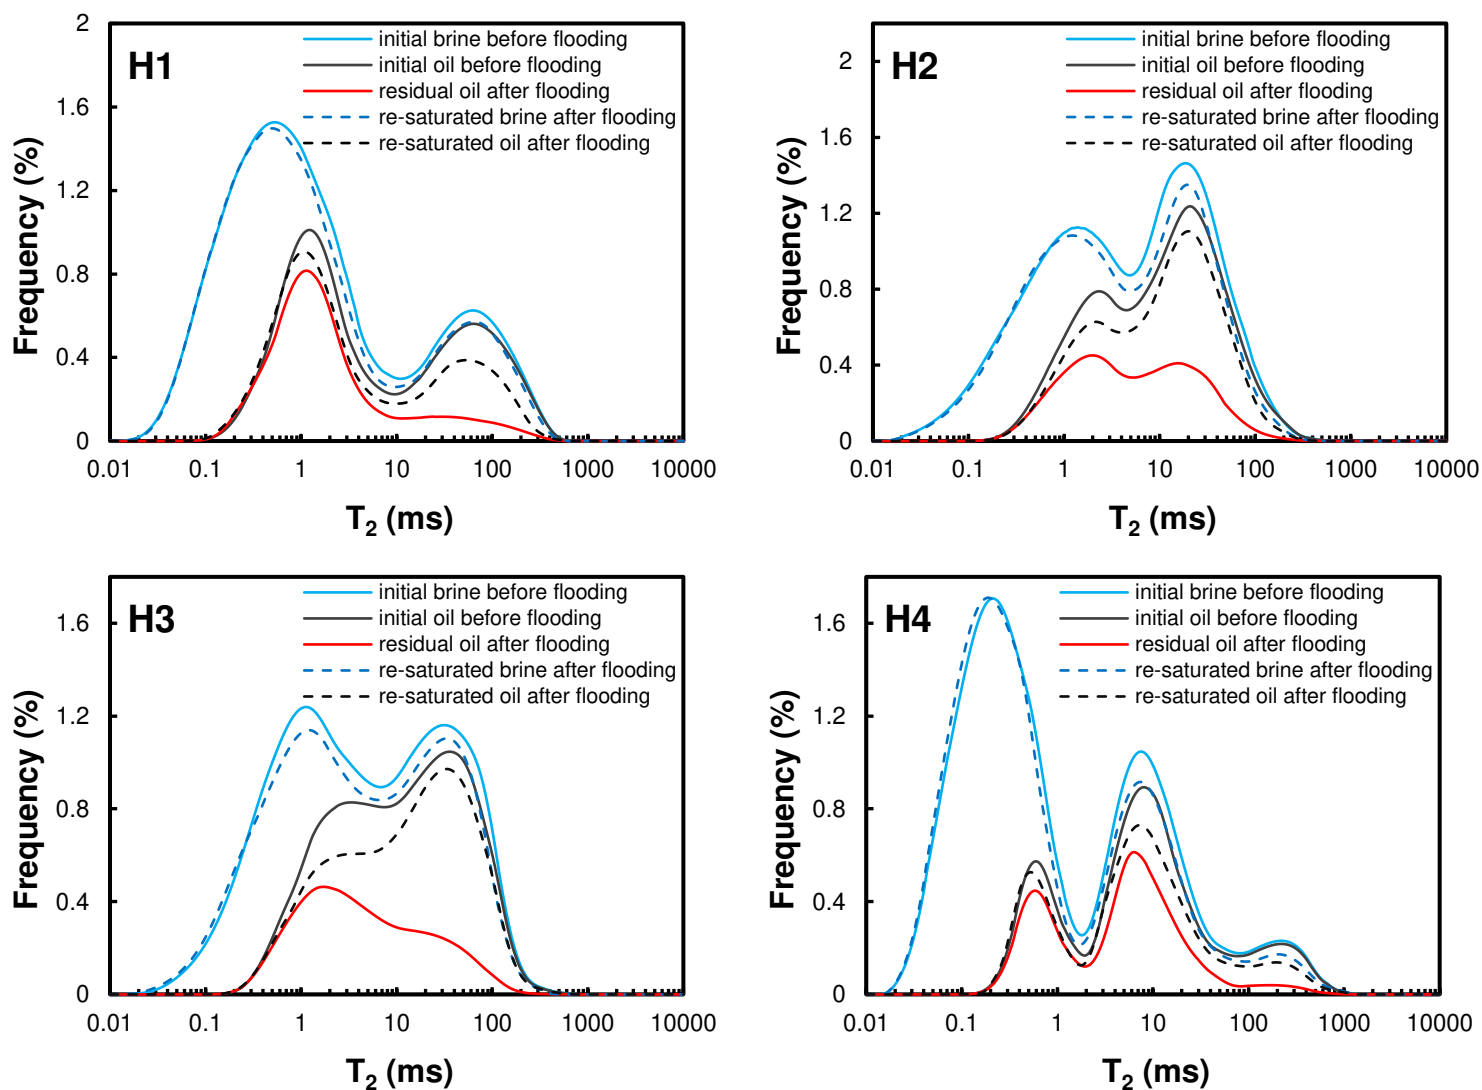 H1
initial brine before flooding
initial oil before flooding
residual oil after flooding
re-saturated brine after flooding
re-saturated oil after flooding
Frequency (%)
2
1.6
1.2
0.8
0.4
0
0.01 0.1 1 10 100 1000 10000
T2 (ms)
H2
initial brine before flooding
initial oil before flooding
residual oil after flooding
re-saturated brine after flooding
re-saturated oil after flooding
Frequency (%)
2
1.6
1.2
0.8
0.4
0
0.01 0.1 1 10 100 1000 10000
T2 (ms)
H3
initial brine before flooding
initial oil before flooding
residual oil after flooding
re-saturated brine after flooding
re-saturated oil after flooding
Frequency (%)
1.6
1.2
0.8
0.4
0
0.01 0.1 1 10 100 1000 10000
T2 (ms)
H4
initial brine before flooding
initial oil before flooding
residual oil after flooding
re-saturated brine after flooding
re-saturated oil after flooding
Frequency (%)
1.6
1.2
0.8
0.4
0
0.01 0.1 1 10 100 1000 10000
T2 (ms)